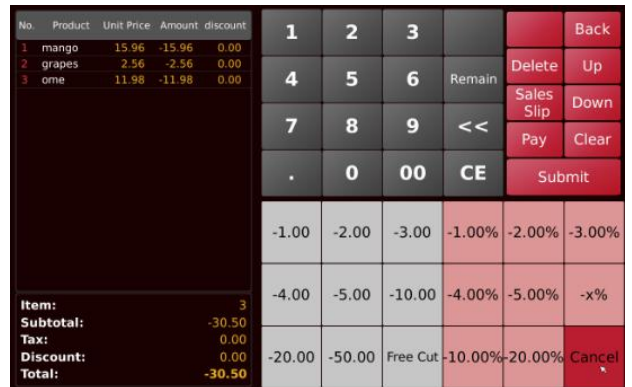 No. Product Unit Price Amount discount
1 mango 15.96 -15.96 0.00
2 grapes 2.56 -2.56 0.00
3 ome 11.98 -11.98 0.00
Item: 3
Subtotal: -30.50
Tax: 0.00
Discount: 0.00
Total: -30.50
1 2 3 Back
4 5 6 Remain Delete Up
Sales Slip Down
7 8 9 << Pay Clear
. 0 00 CE Submit
-1.00 -2.00 -3.00 -1.00% -2.00% -3.00%
-4.00 -5.00 -10.00 -4.00% -5.00% -x%
-20.00 -50.00 Free Cut -10.00% -20.00% Cancel